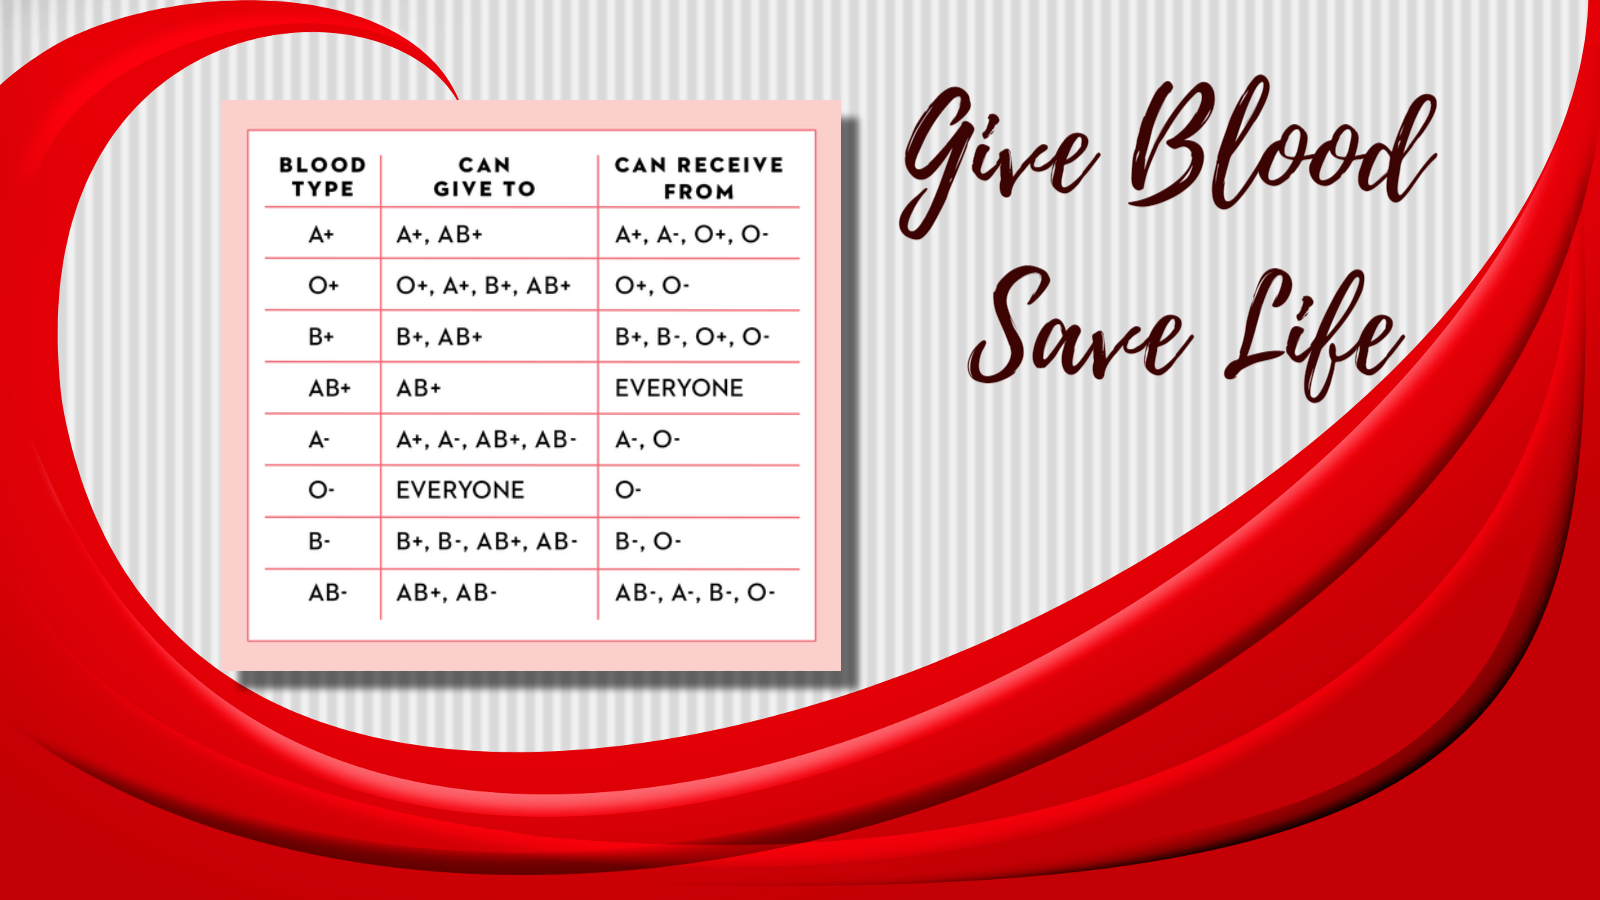 BLOOD TYPE | CAN GIVE TO | CAN RECEIVE FROM
A+ | A+, AB+ | A+, A-, O+, O-
O+ | O+, A+, B+, AB+ | O+, O-
B+ | B+, AB+ | B+, B-, O+, O-
AB+ | AB+ | EVERYONE
A- | A+, A-, AB+, AB- | A-, O-
O- | EVERYONE | O-
B- | B+, B-, AB+, AB- | B-, O-
AB- | AB+, AB- | AB-, A-, B-, O-
Give Blood
Save Life